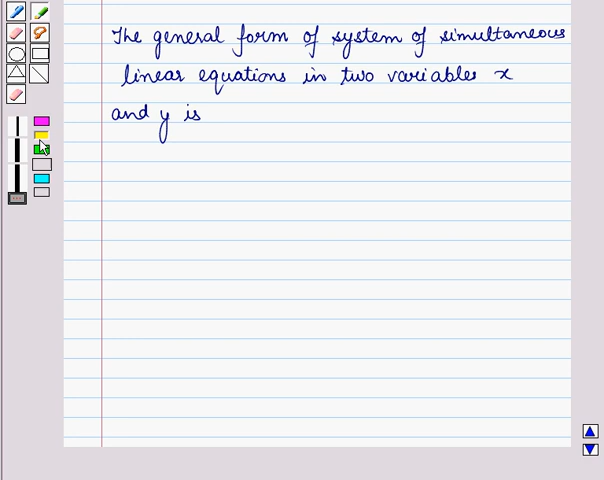 The general form of system of simultaneous
linear equations in two variables x
and y is